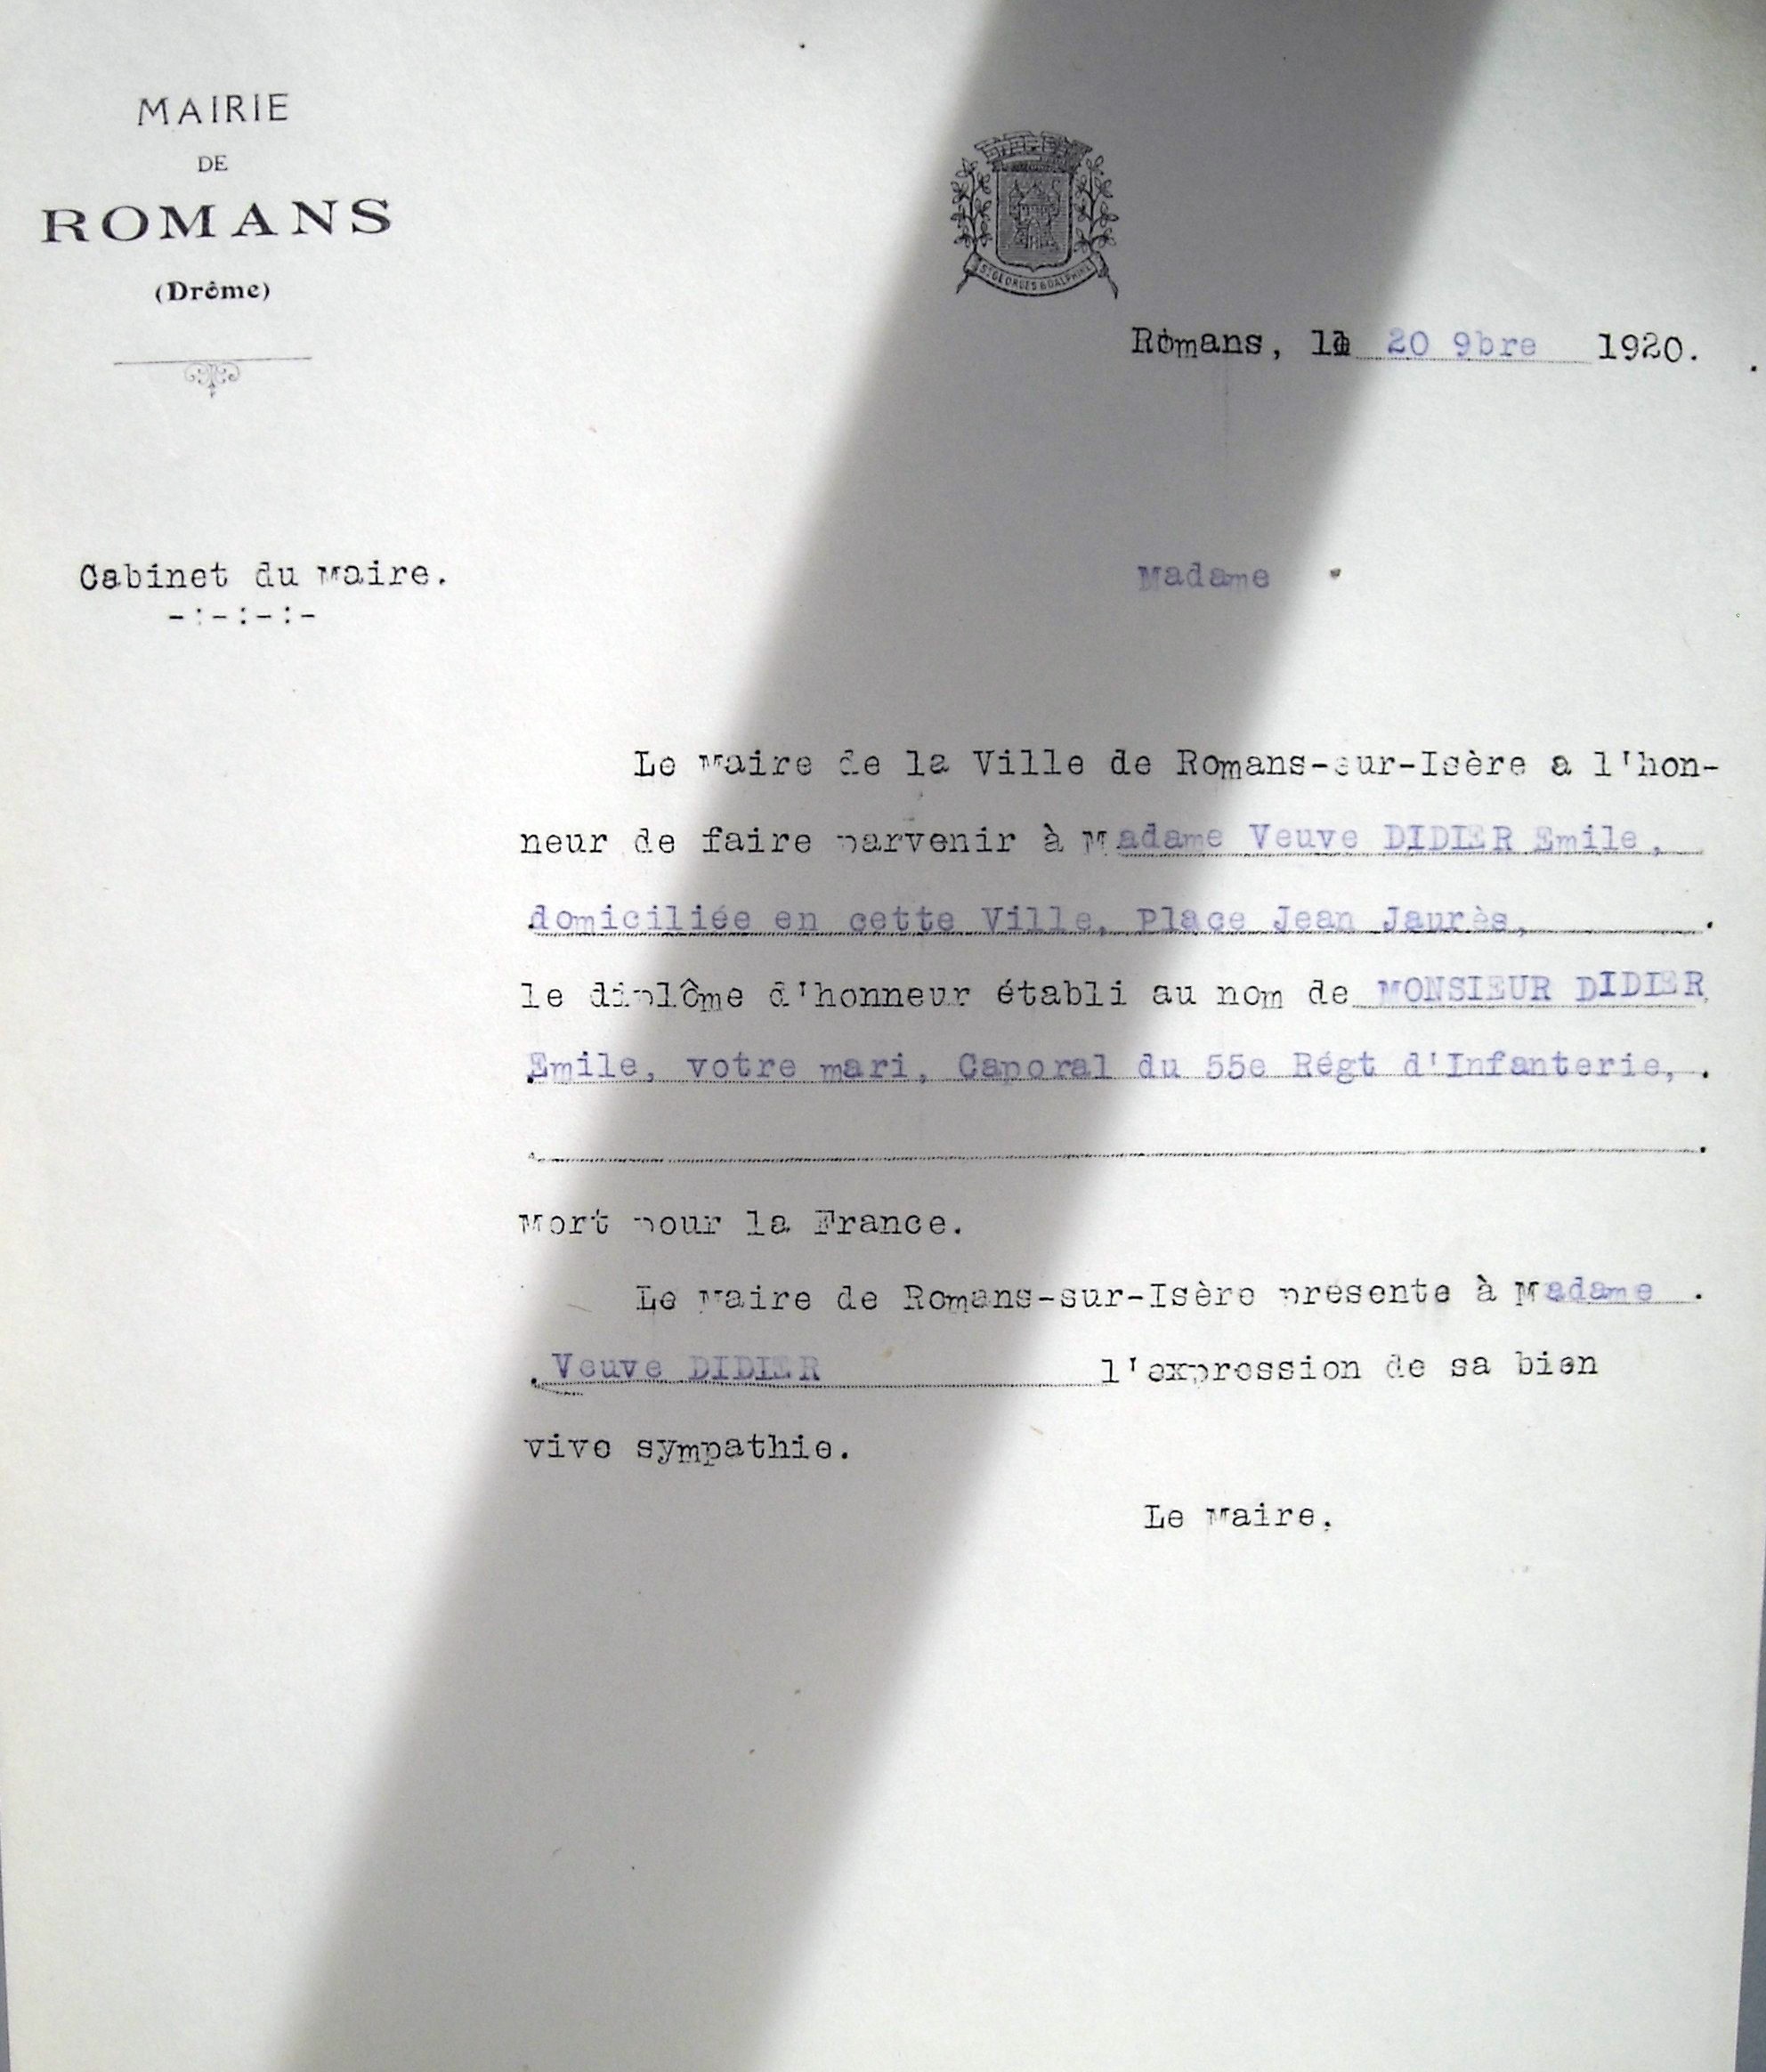 MAIRIE
DE
ROMANS
(Drôme)
Romans, le 20 9bre 1920.
Cabinet du Maire.
-:-:-:-
Madame
Le Maire de la Ville de Romans-sur-Isère a l'hon-
neur de faire parvenir à Madame Veuve DIDIER Emile,
domiciliée en cette Ville, Place Jean Jaurès, .
le diplôme d'honneur établi au nom de MONSIEUR DIDIER
Emile, votre mari, Caporal du 55e Régt d'Infanterie, .
Mort pour la France.
Le Maire de Romans-sur-Isère présente à Madame .
Veuve DIDIER l'expression de sa bien
vive sympathie.
Le Maire.